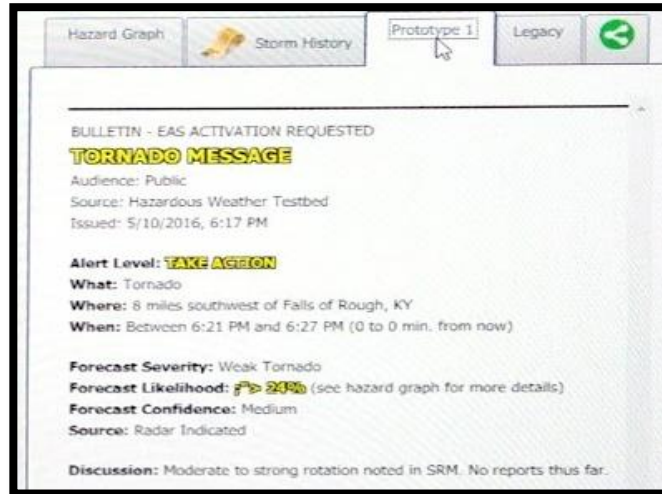 Hazard Graph
Storm History
Prototype 1
Legacy
BULLETIN - EAS ACTIVATION REQUESTED
TORNADO MESSAGE
Audience: Public
Source: Hazardous Weather Testbed
Issued: 5/10/2016, 6:17 PM
Alert Level: TAKE ACTION
What: Tornado
Where: 8 miles southwest of Falls of Rough, KY
When: Between 6:21 PM and 6:27 PM (0 to 0 min. from now)
Forecast Severity: Weak Tornado
Forecast Likelihood: 24% (see hazard graph for more details)
Forecast Confidence: Medium
Source: Radar Indicated
Discussion: Moderate to strong rotation noted in SRM. No reports thus far.